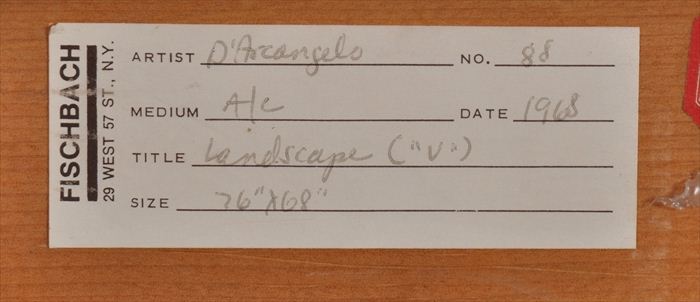 FISCHBACH
29 WEST 57 ST., N.Y.
ARTIST D'Arcangelo NO. 88
MEDIUM A/c DATE 1968
TITLE Landscape ("V")
SIZE 76"X68"